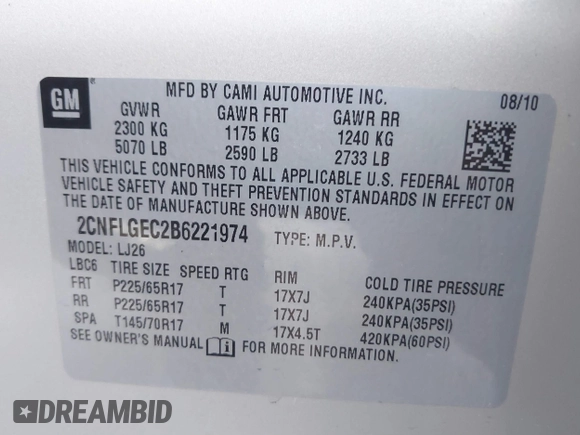 GM
MFD BY CAMI AUTOMOTIVE INC. 08/10
GVWR GAWR FRT GAWR RR
2300 KG 1175 KG 1240 KG
5070 LB 2590 LB 2733 LB
THIS VEHICLE CONFORMS TO ALL APPLICABLE U.S. FEDERAL MOTOR
VEHICLE SAFETY AND THEFT PREVENTION STANDARDS IN EFFECT ON
THE DATE OF MANUFACTURE SHOWN ABOVE.
2CNFLGEC2B6221974 TYPE: M.P.V.
MODEL: LJ26
LBC6 TIRE SIZE SPEED RTG RIM COLD TIRE PRESSURE
FRT P225/65R17 T 17X7J 240KPA(35PSI)
RR P225/65R17 T 17X7J 240KPA(35PSI)
SPA T145/70R17 M 17X4.5T 420KPA(60PSI)
SEE OWNER'S MANUAL FOR MORE INFORMATION.
DREAMBID